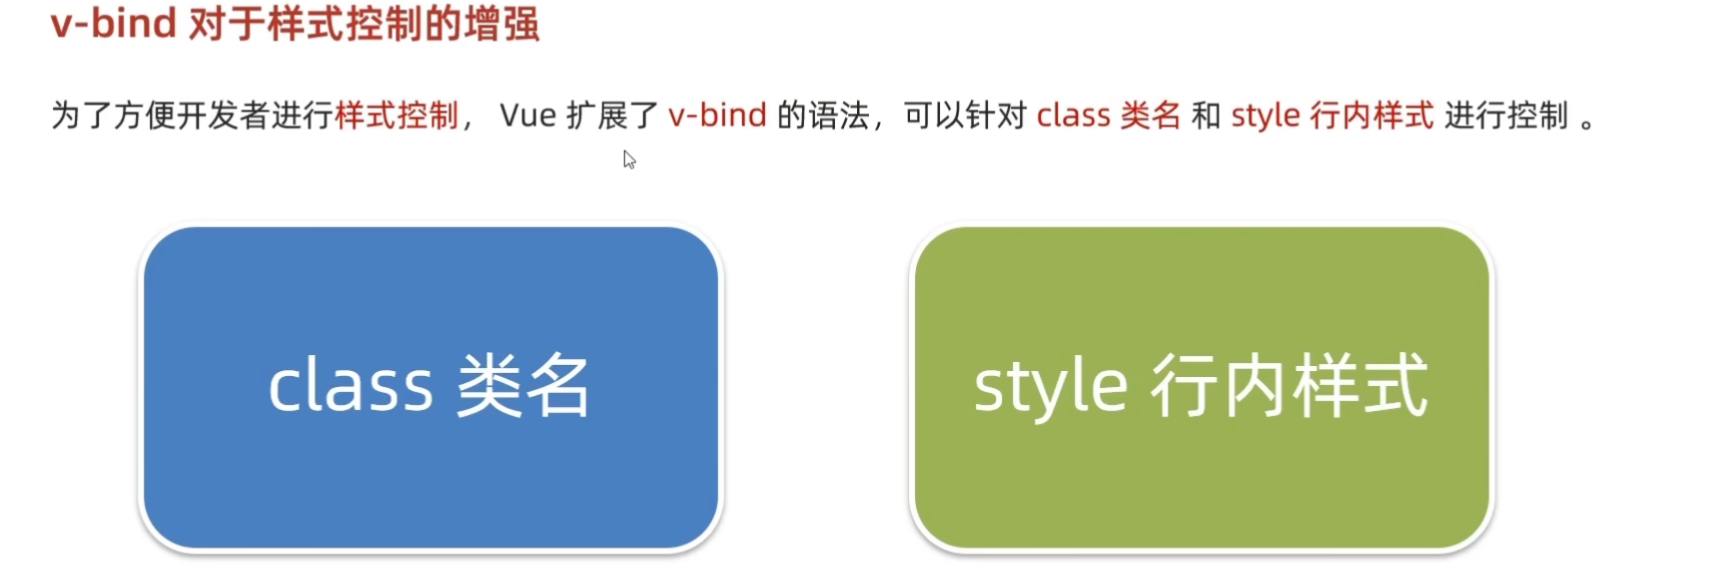 v-bind 对于样式控制的增强
为了方便开发者进行样式控制， Vue 扩展了 v-bind 的语法，可以针对 class 类名 和 style 行内样式 进行控制 。
class 类名
style 行内样式